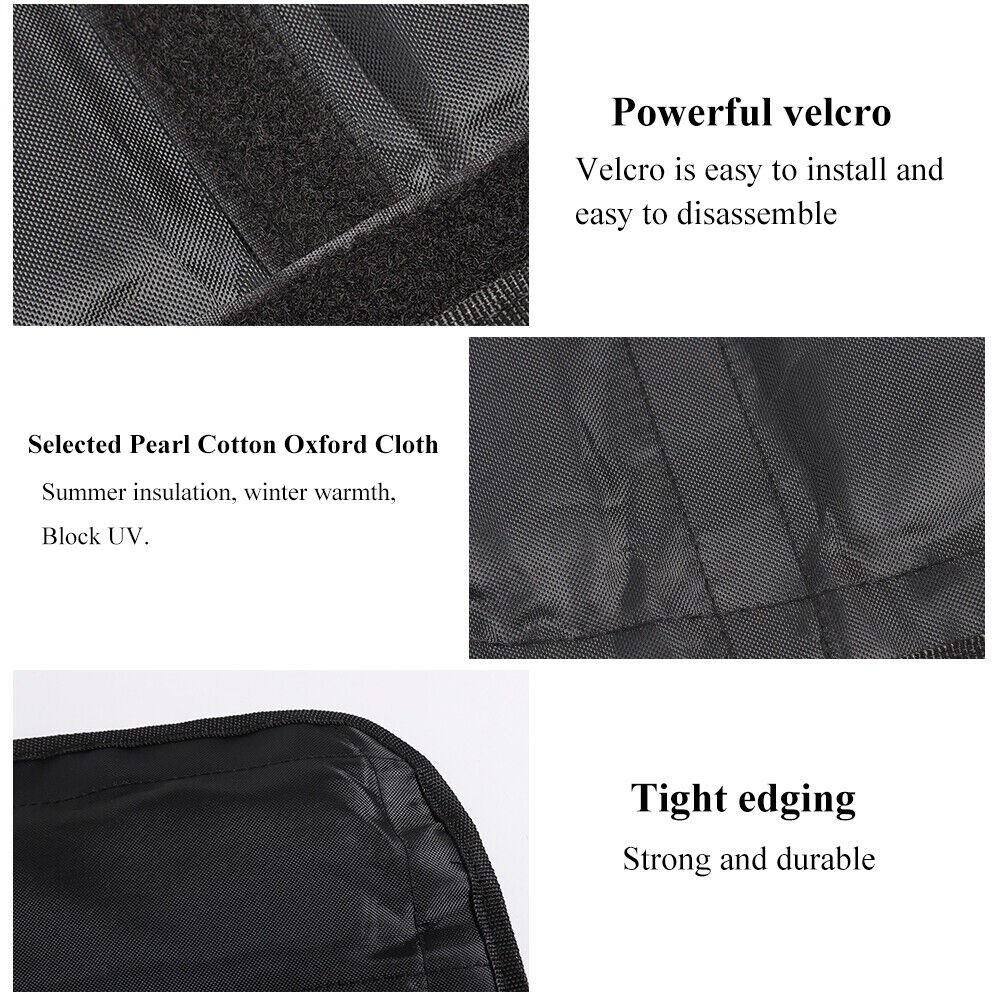 Powerful velcro
Velcro is easy to install and
easy to disassemble
Selected Pearl Cotton Oxford Cloth
Summer insulation, winter warmth,
Block UV.
Tight edging
Strong and durable